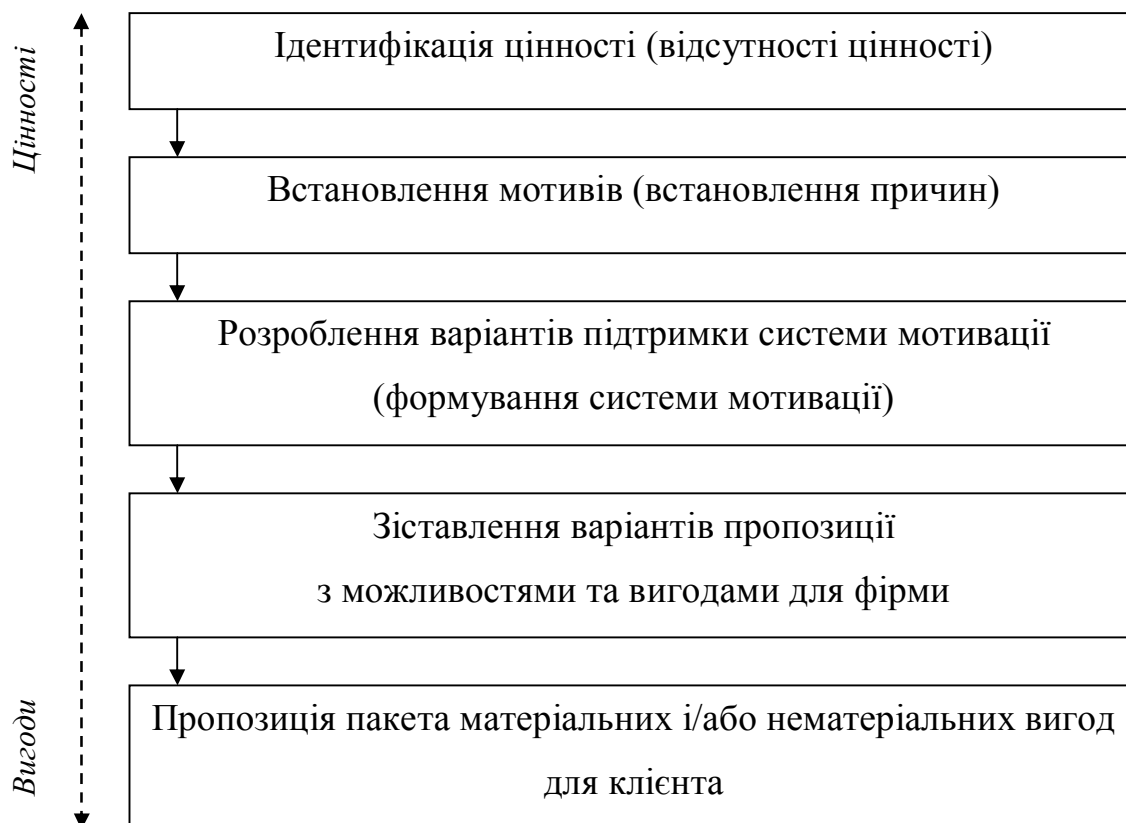 Цінності
Ідентифікація цінності (відсутності цінності)
Встановлення мотивів (встановлення причин)
Розроблення варіантів підтримки системи мотивації
(формування системи мотивації)
Зіставлення варіантів пропозиції
з можливостями та вигодами для фірми
Вигоди
Пропозиція пакета матеріальних і/або нематеріальних вигод
для клієнта